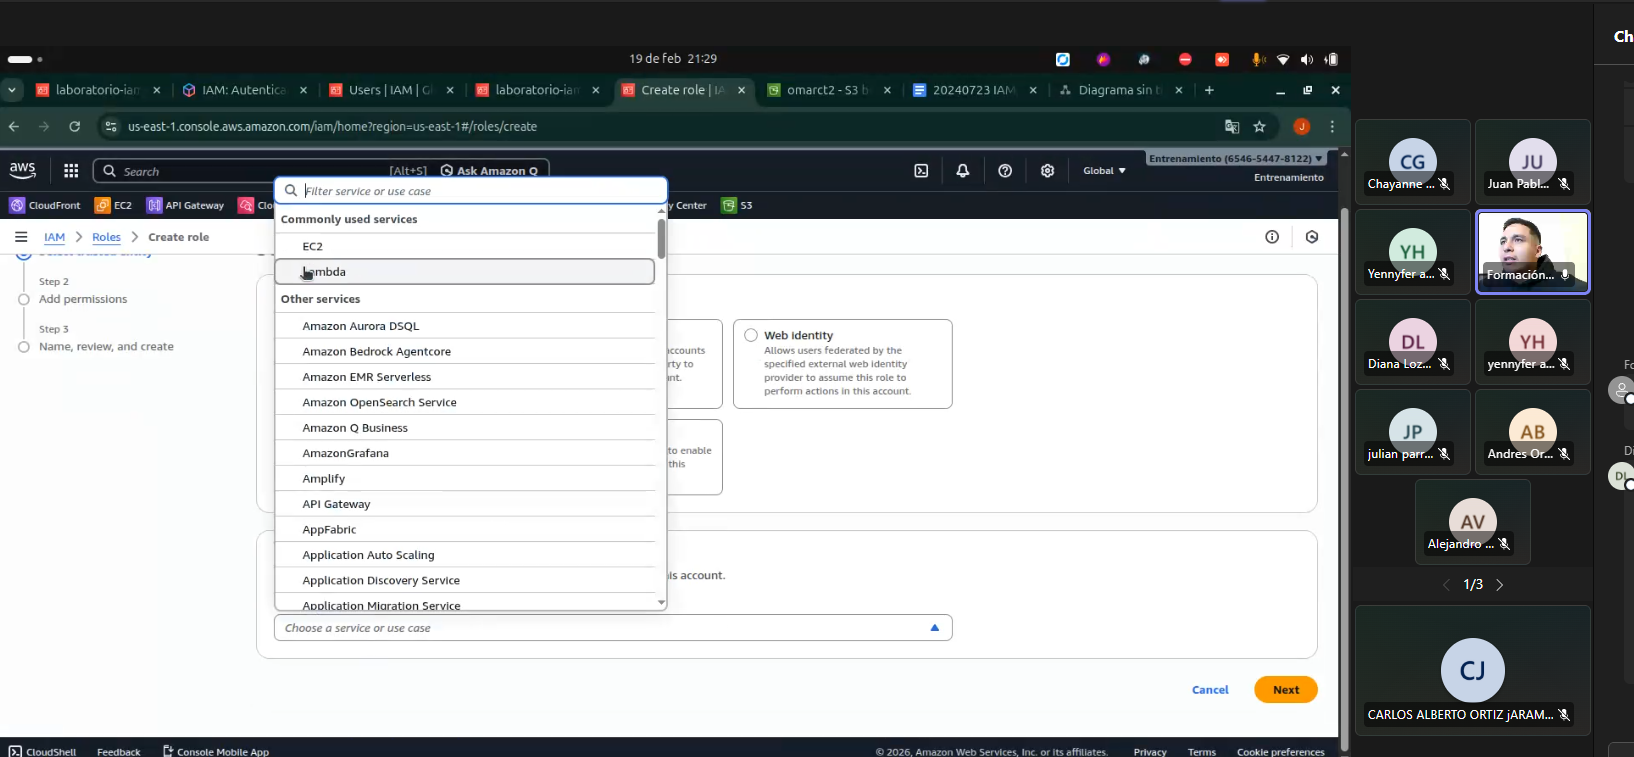 Ch
19 de feb 21:29
laboratorio-iam
IAM: Autentica
Users | IAM | Gl
laboratorio-iam
Create role | IA
omarct2 - S3 b
20240723 IAM
Diagrama sin t
us-east-1.console.aws.amazon.com/iam/home?region=us-east-1#/roles/create
J
aws
Search
[Alt+S]
Ask Amazon Q
Global
Entrenamiento (6546-5447-8122)
Entrenamiento
CloudFront
EC2
API Gateway
Clo
y Center
S3
IAM
Roles
Create role
Filter service or use case
Commonly used services
EC2
Lambda
Other services
Amazon Aurora DSQL
Amazon Bedrock Agentcore
Amazon EMR Serverless
Amazon OpenSearch Service
Amazon Q Business
AmazonGrafana
Amplify
API Gateway
AppFabric
Application Auto Scaling
Application Discovery Service
Application Migration Service
Step 2
Add permissions
Step 3
Name, review, and create
ccounts
rty to
nt.
Web identity
Allows users federated by the
specified external web identity
provider to assume this role to
perform actions in this account.
to enable
this
is account.
Choose a service or use case
Cancel
Next
CloudShell
Feedback
Console Mobile App
© 2026, Amazon Web Services, Inc. or its affiliates.
Privacy
Terms
Cookie preferences
CG
Chayanne ...
JU
Juan Pabl...
YH
Yennyfer a...
Formación...
DL
Diana Loz...
YH
yennyfer a...
JP
julian parr...
AB
Andres Or...
AV
Alejandro ...
1/3
CJ
CARLOS ALBERTO ORTIZ jARAM...
Fo
Di
DL